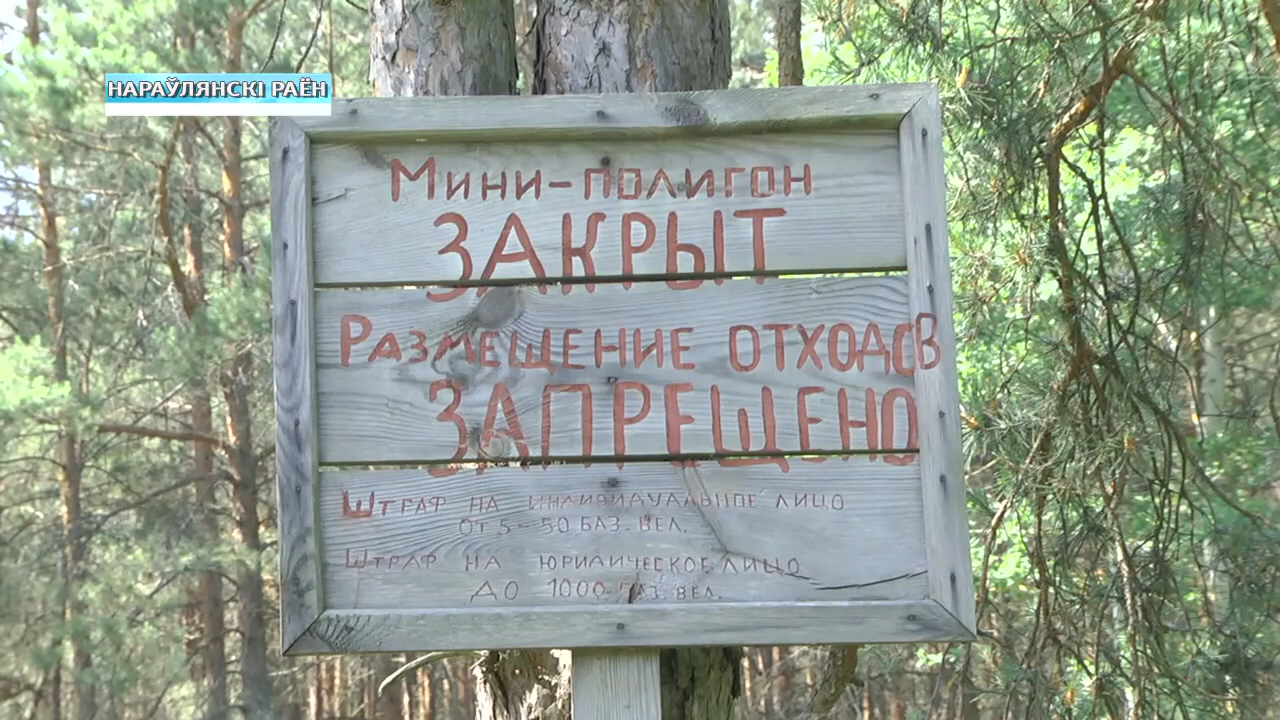 НАРАЎЛЯНСКІ РАЁН
Мини-полигон
ЗАКРЫТ
Размещение отходов
ЗАПРЕЩЕНО
Штраф на индивидуальное лицо
от 5-50 баз. вел.
Штраф на юридическое лицо
до 1000 баз. вел.